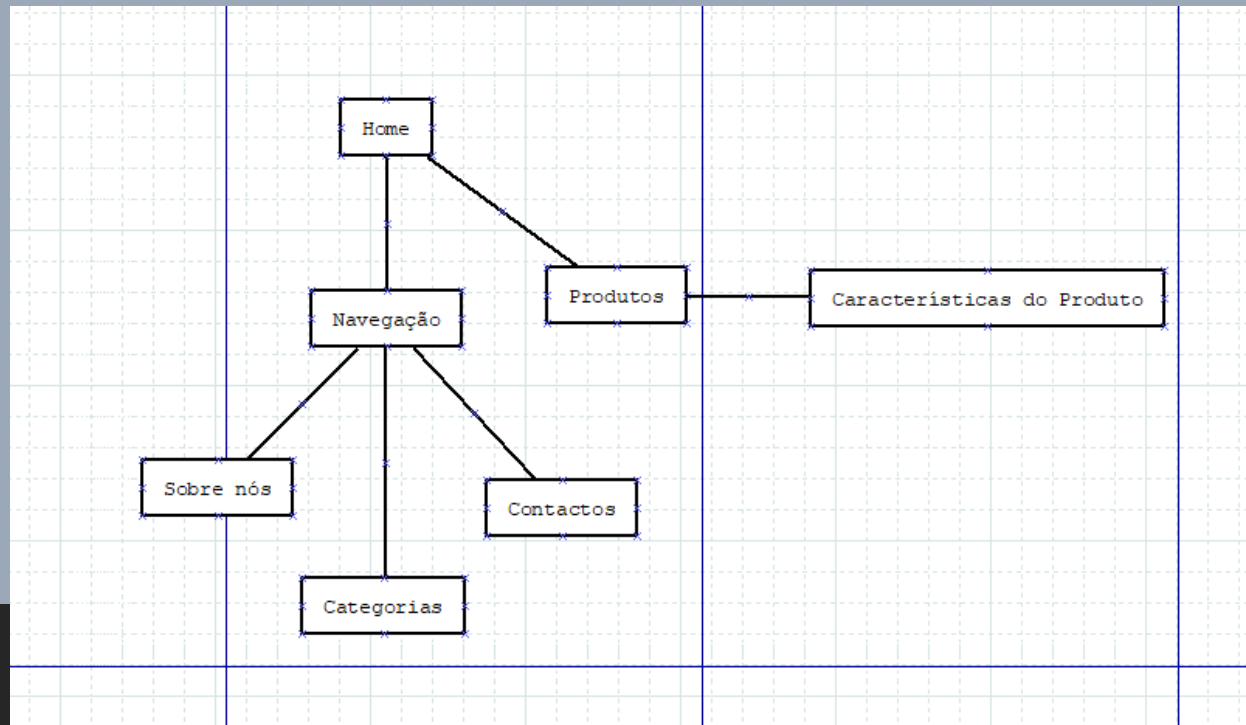 Home
Produtos
Características do Produto
Navegação
Sobre nós
Contactos
Categorias